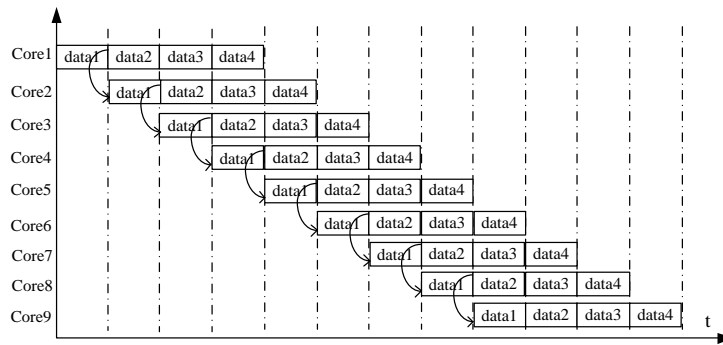 Core1 data1 data2 data3 data4
Core2 data1 data2 data3 data4
Core3 data1 data2 data3 data4
Core4 data1 data2 data3 data4
Core5 data1 data2 data3 data4
Core6 data1 data2 data3 data4
Core7 data1 data2 data3 data4
Core8 data1 data2 data3 data4
Core9 data1 data2 data3 data4
t